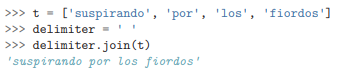 >>> t = ['suspirando', 'por', 'los', 'fiordos']
>>> delimiter = ' '
>>> delimiter.join(t)
'suspirando por los fiordos'